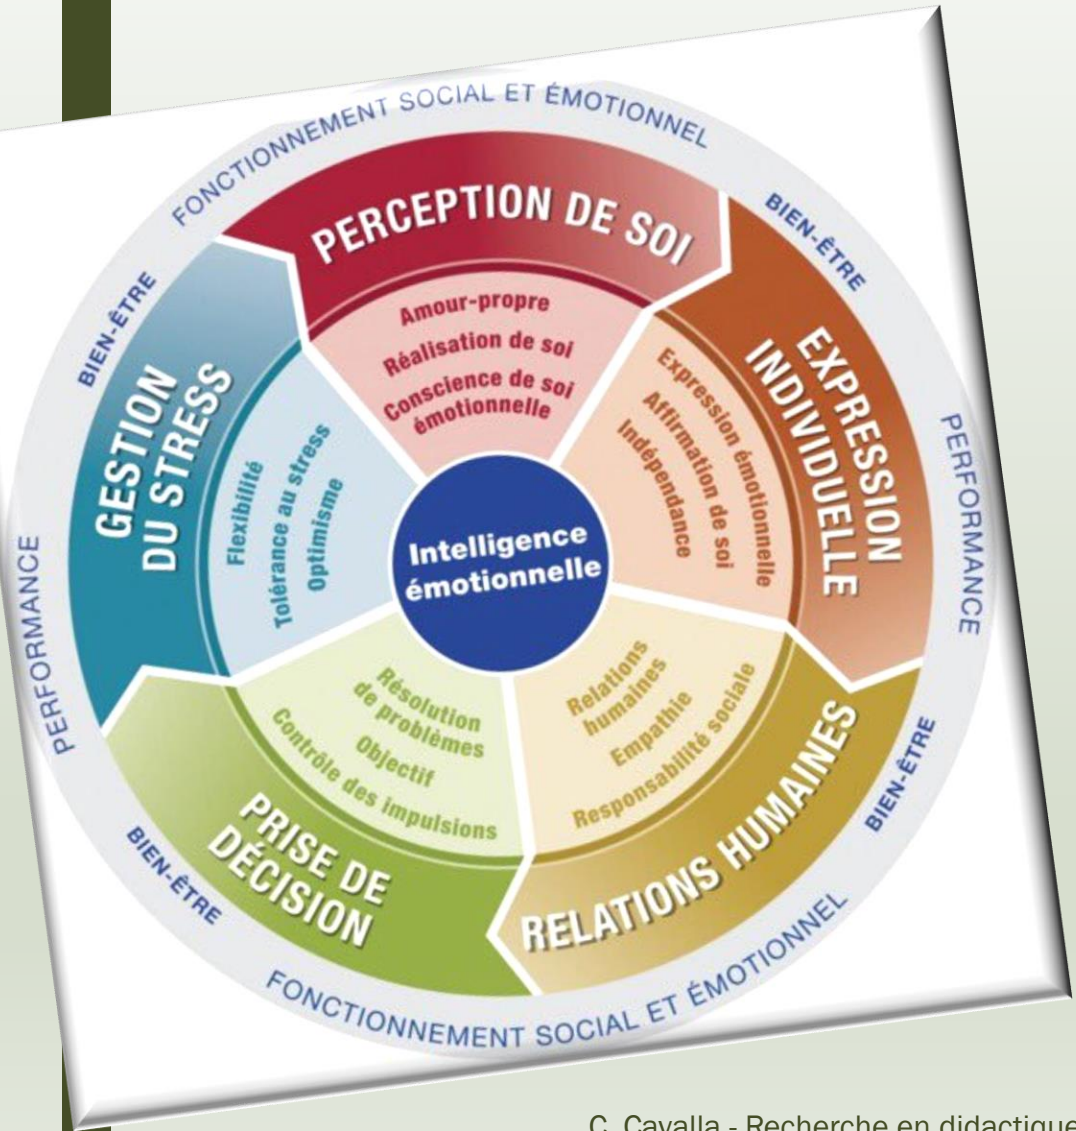 FONCTIONNEMENT SOCIAL ET ÉMOTIONNEL
BIEN-ÊTRE
PERFORMANCE
BIEN-ÊTRE
FONCTIONNEMENT SOCIAL ET ÉMOTIONNEL
BIEN-ÊTRE
PERFORMANCE
BIEN-ÊTRE
PERCEPTION DE SOI
Amour-propre
Réalisation de soi
Conscience de soi
émotionnelle
EXPRESSION
INDIVIDUELLE
Expression émotionnelle
Affirmation de soi
Indépendance
RELATIONS HUMAINES
Relations
humaines
Empathie
Responsabilité sociale
PRISE DE
DÉCISION
Résolution
de problèmes
Objectif
Contrôle des impulsions
GESTION
DU STRESS
Flexibilité
Tolérance au stress
Optimisme
Intelligence
émotionnelle
C. Cavalla - Recherche en didactique